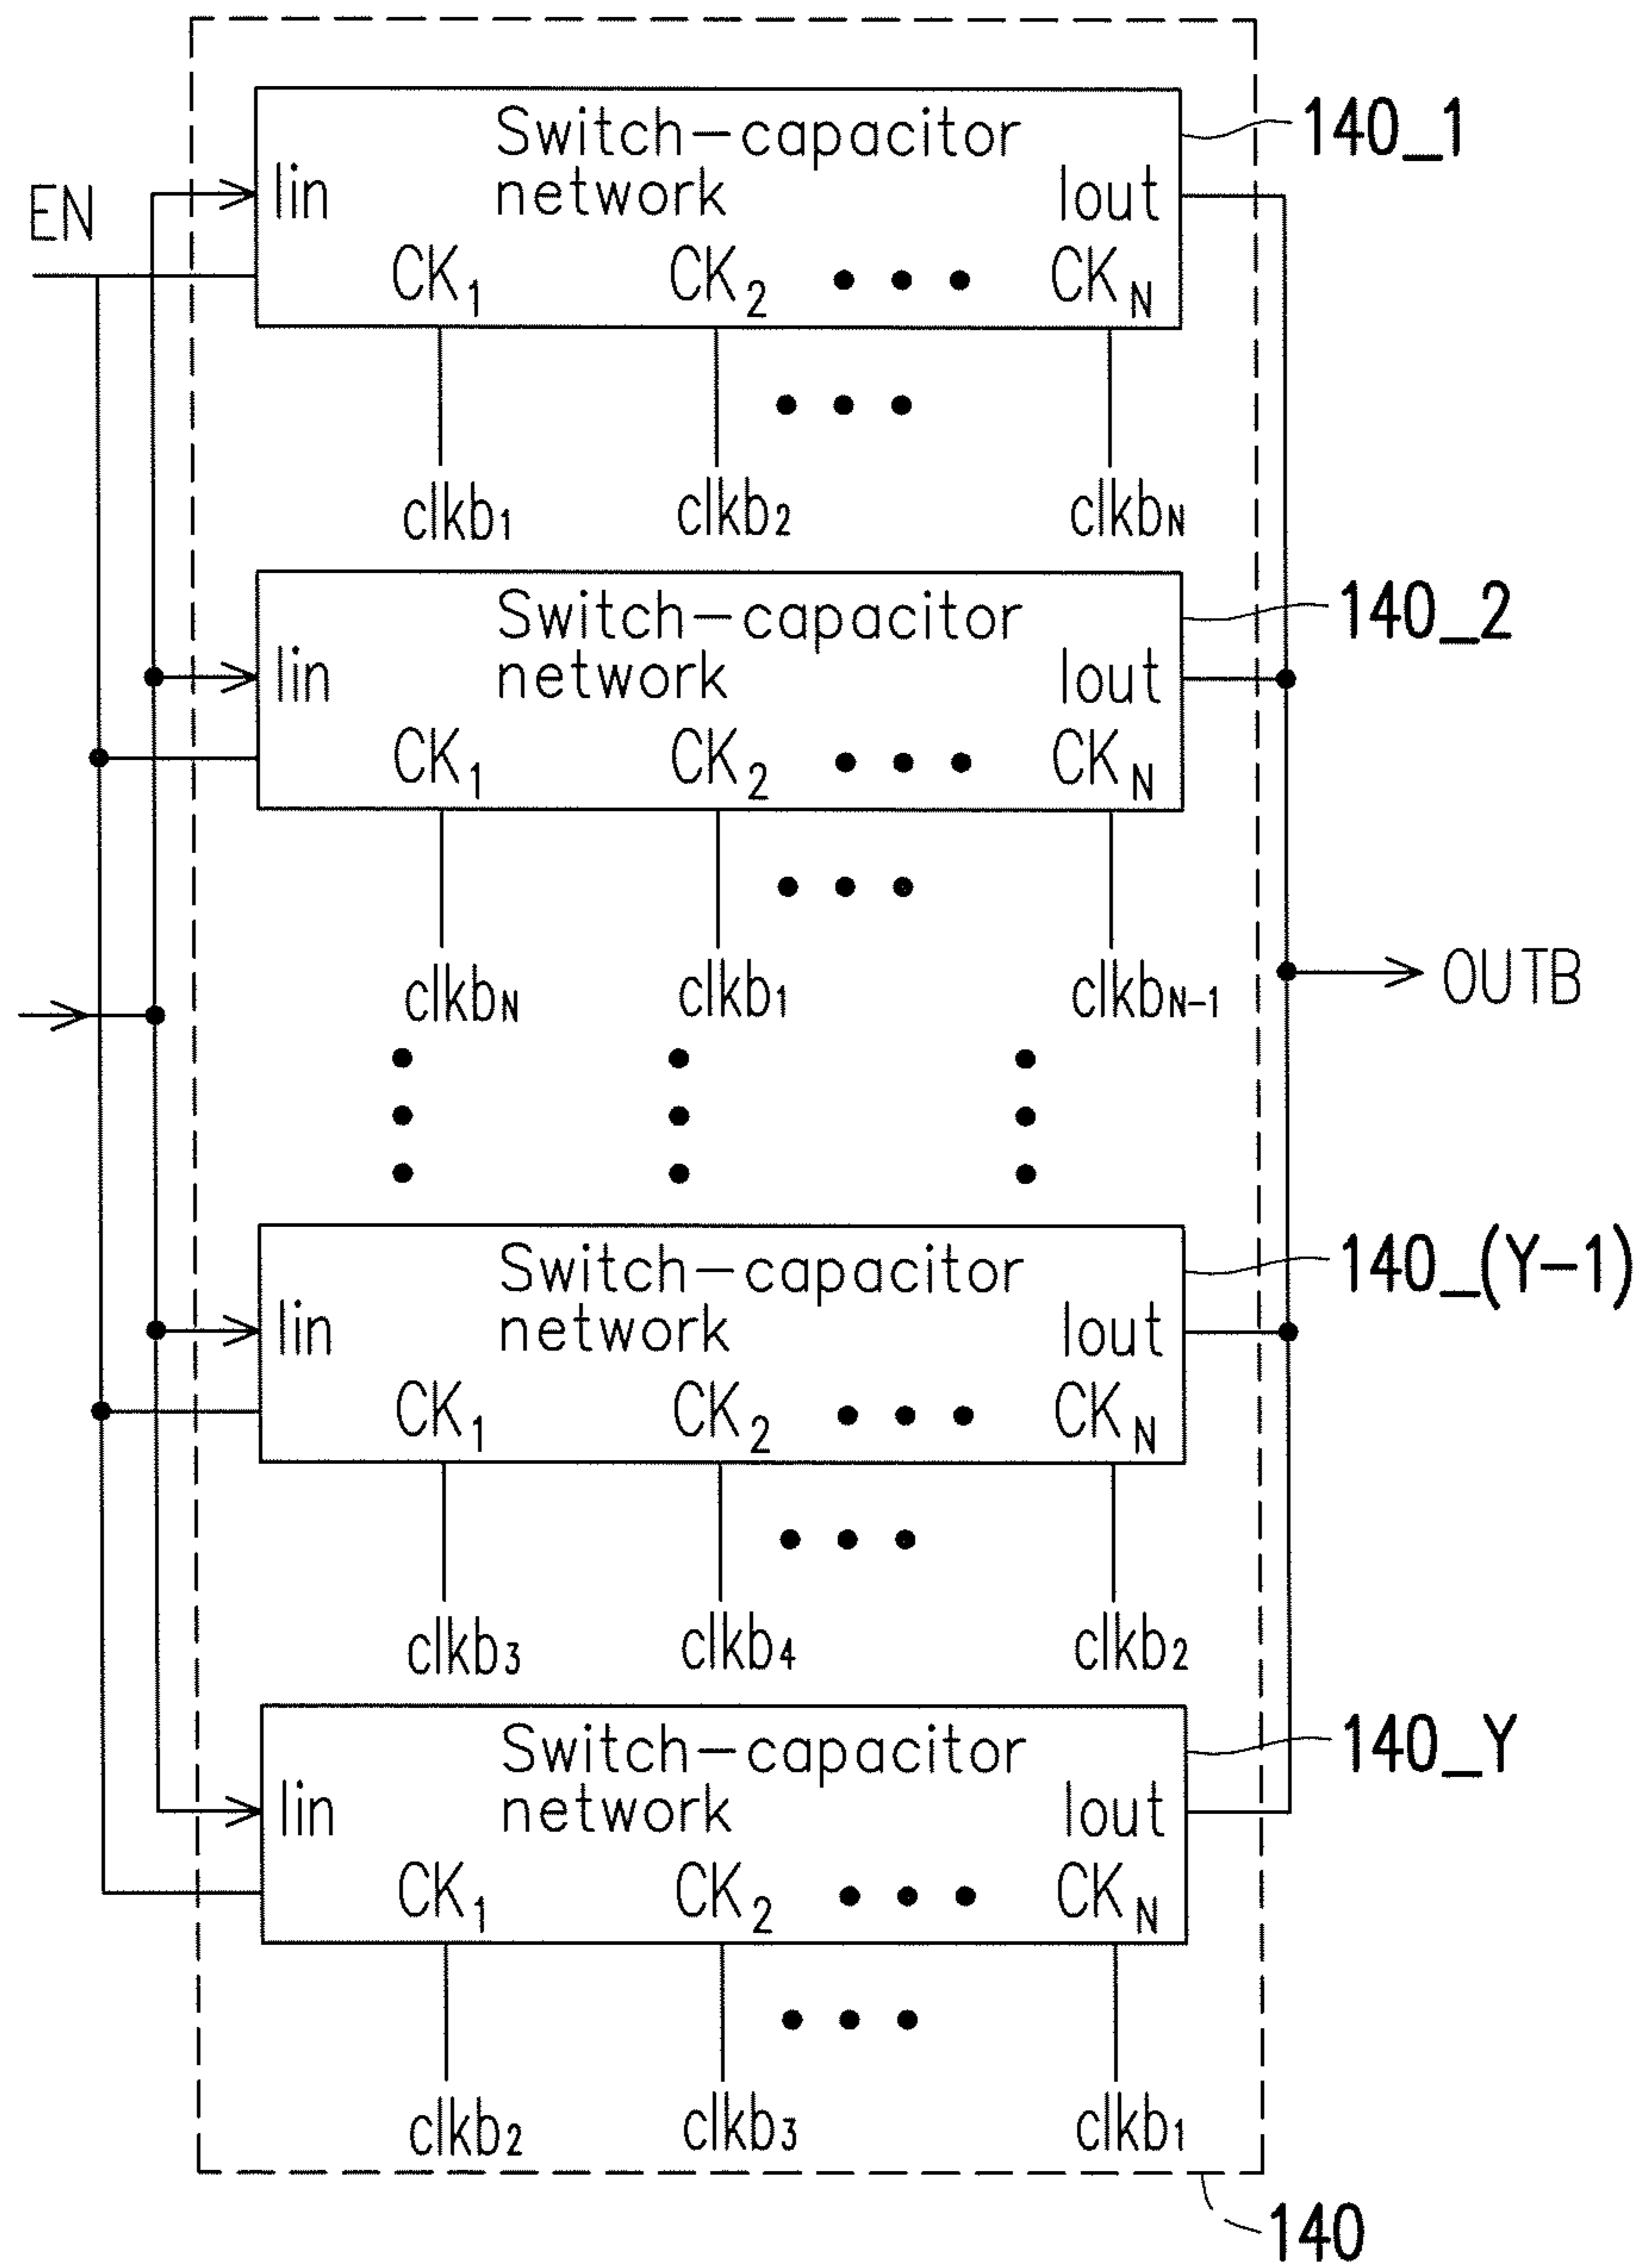 Switch-capacitor
network
140_1
EN
Iin
Iout
CK1 CK2 • • • CKN
• • •
clkb1 clkb2 clkbN
Switch-capacitor
network
140_2
Iin
Iout
CK1 CK2 • • • CKN
• • •
clkbN clkb1 clkbN-1
OUTB
Switch-capacitor
network
140_(Y-1)
Iin
Iout
CK1 CK2 • • • CKN
• • •
clkb3 clkb4 clkb2
Switch-capacitor
network
140_Y
Iin
Iout
CK1 CK2 • • • CKN
• • •
clkb2 clkb3 clkb1
140